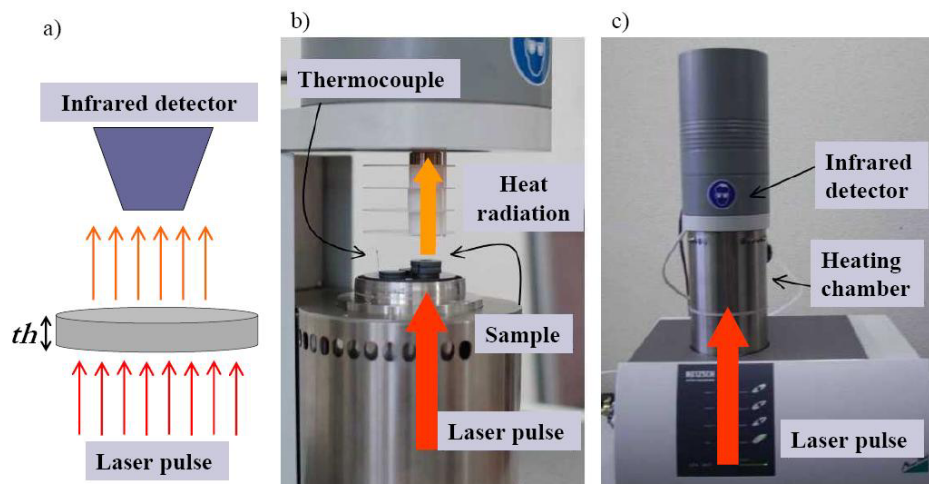 a)
Infrared detector
th
Laser pulse
b)
Thermocouple
Heat
radiation
Sample
Laser pulse
c)
Infrared
detector
Heating
chamber
NETZSCH
Laser pulse